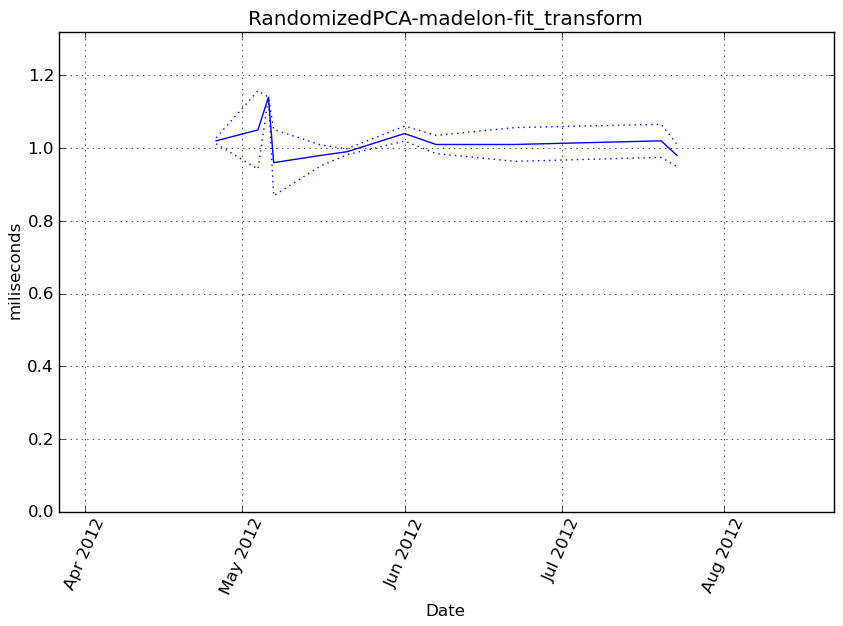 RandomizedPCA-madelon-fit_transform
1.2
1.0
0.8
0.6
0.4
0.2
0.0
miliseconds
Apr 2012
May 2012
Jun 2012
Jul 2012
Aug 2012
Date